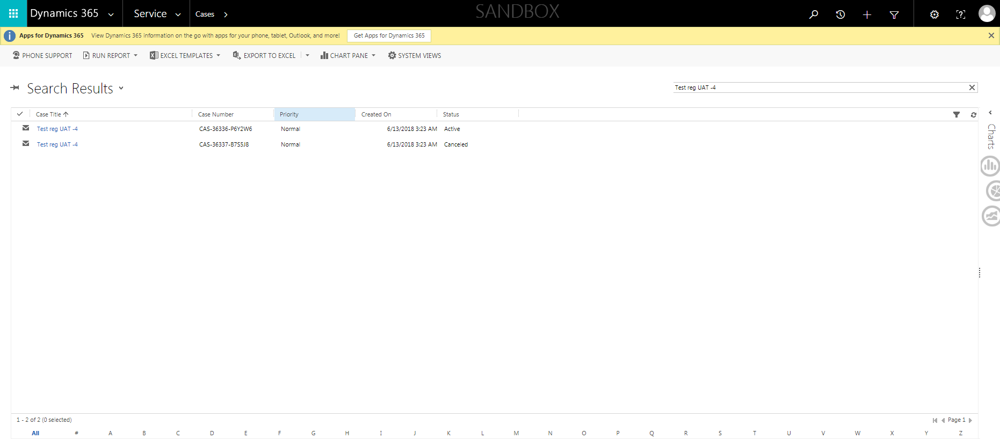 Dynamics 365 Service Cases SANDBOX
Apps for Dynamics 365 View Dynamics 365 information on the go with apps for your phone, tablet, Outlook, and more! Get Apps for Dynamics 365
PHONE SUPPORT RUN REPORT EXCEL TEMPLATES EXPORT TO EXCEL CHART PANE SYSTEM VIEWS
Search Results Test reg UAT -4
Case Title Case Number Priority Created On Status
Test reg UAT -4 CAS-36336-P6Y2W6 Normal 6/13/2018 3:23 AM Active
Test reg UAT -4 CAS-36337-B7S5J8 Normal 6/13/2018 3:23 AM Canceled
Charts
1 - 2 of 2 (0 selected) Page 1
All # A B C D E F G H I J K L M N O P Q R S T U V W X Y Z